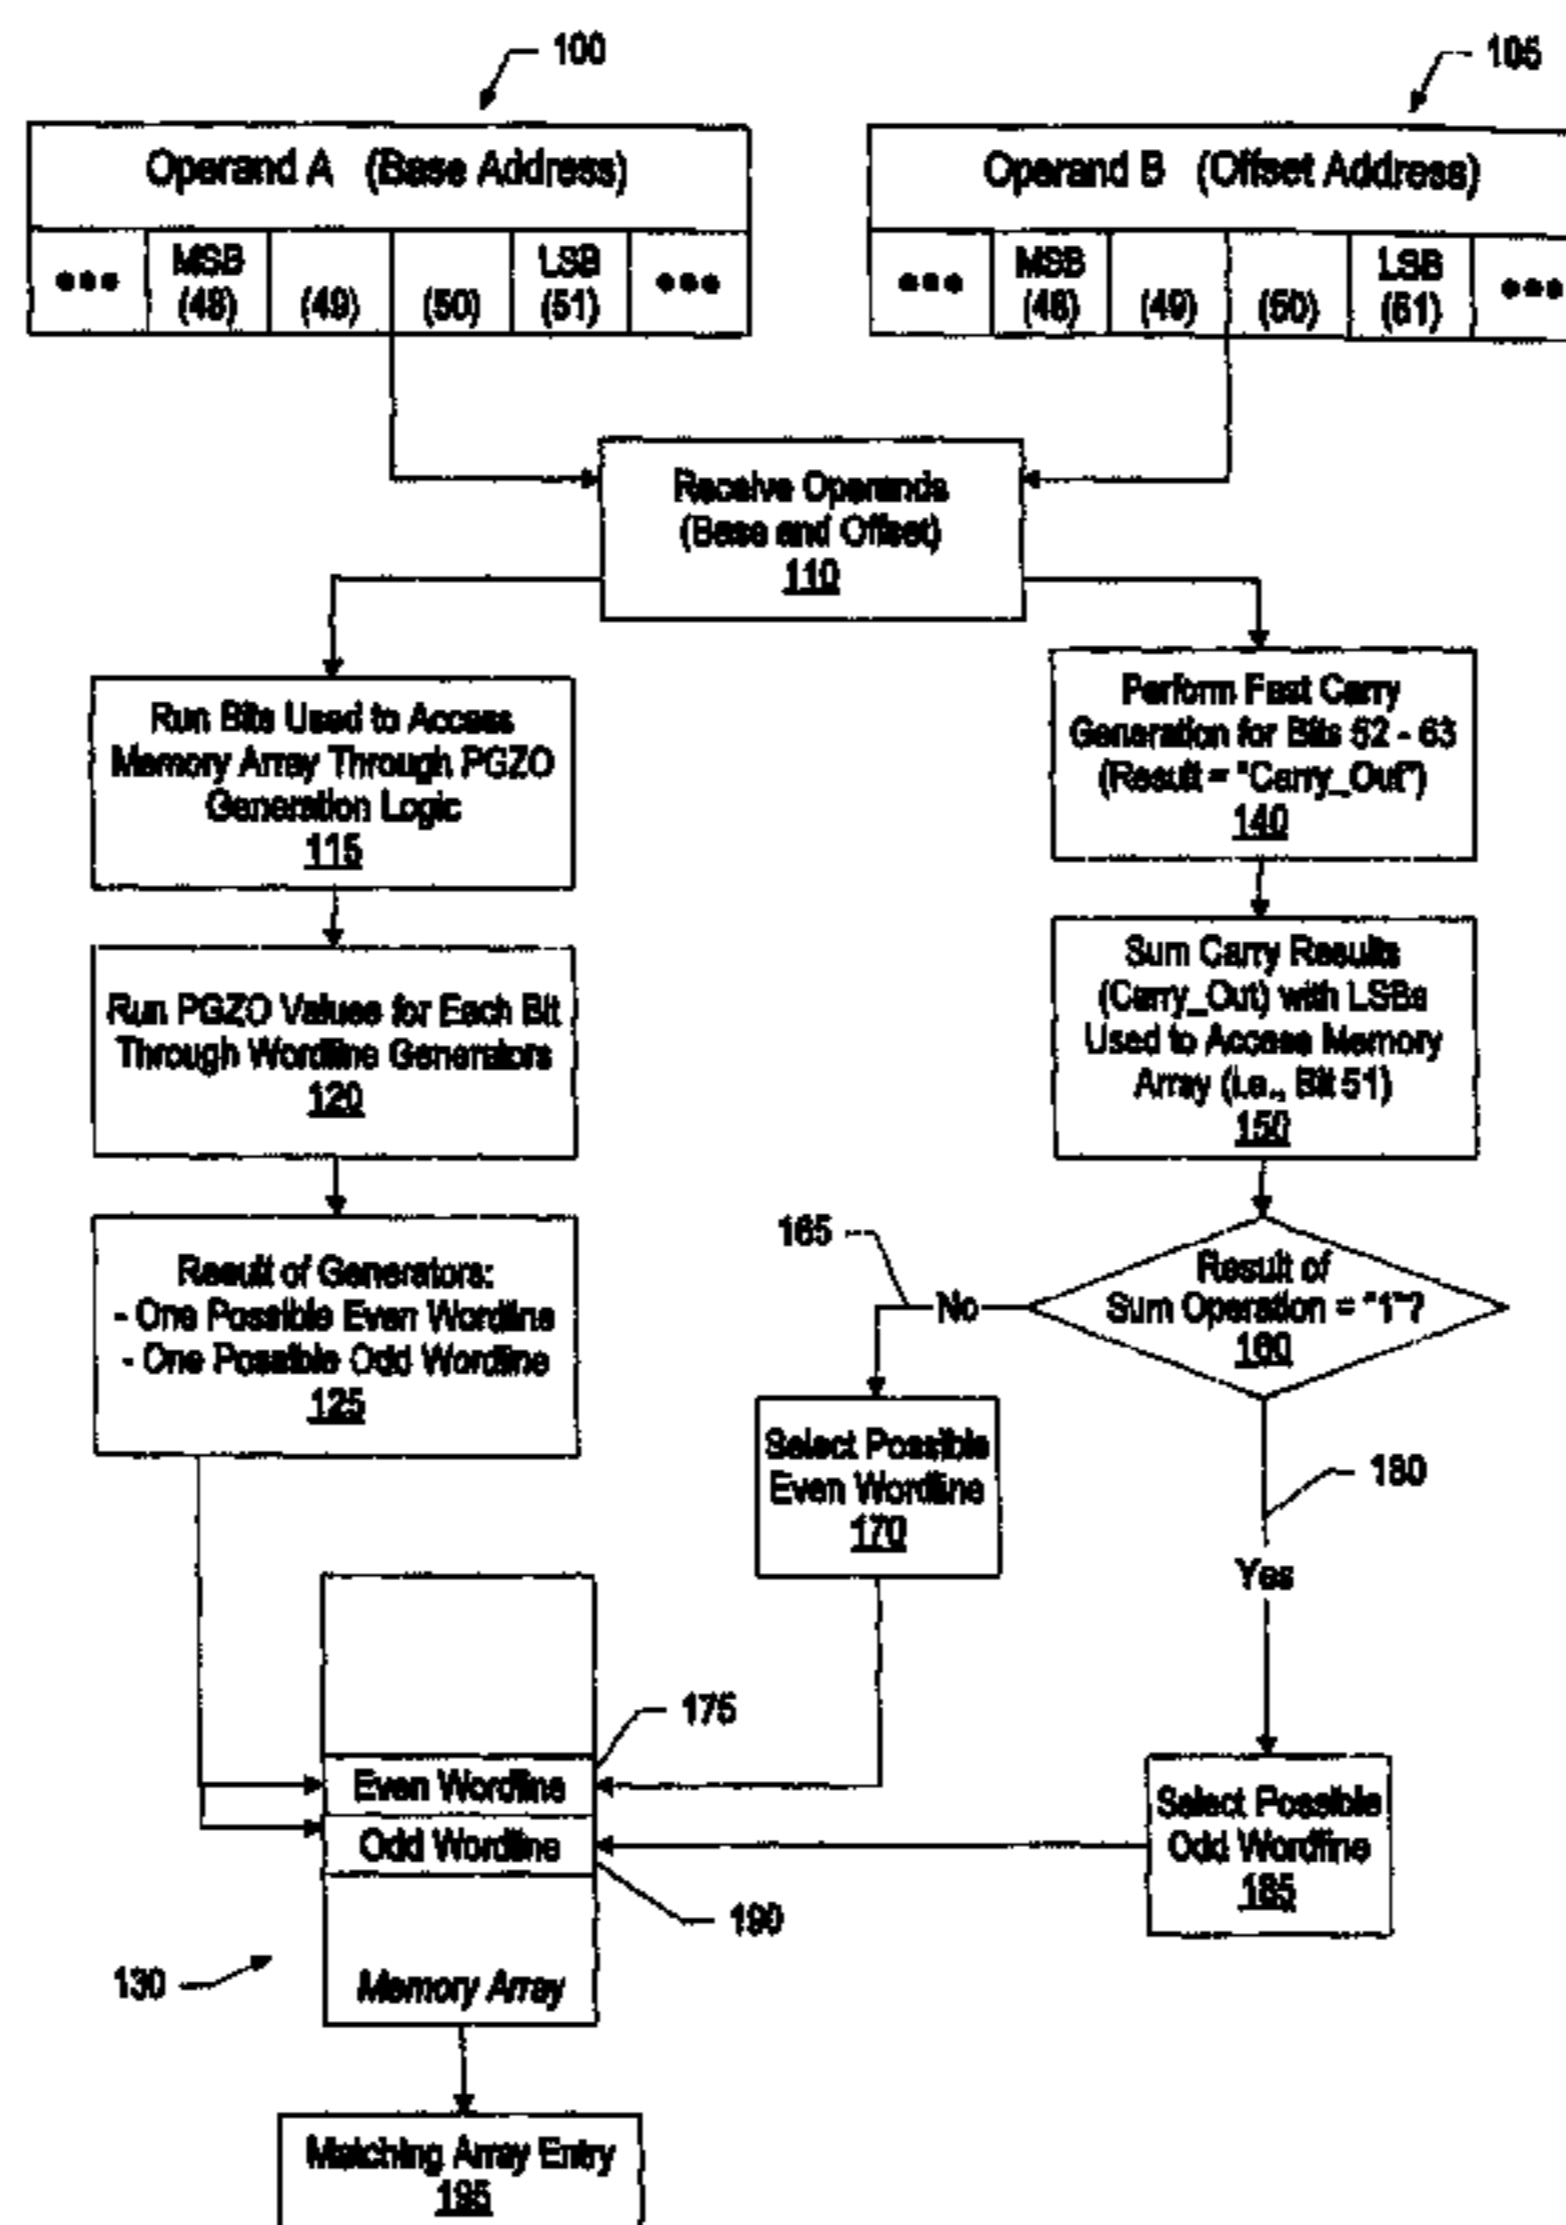 100
105
Operand A (Base Address)
••• MSB (48) (49) (50) LSB (51) •••
Operand B (Offset Address)
••• MSB (48) (49) (50) LSB (51) •••
Receive Operands
(Base and Offset)
110
Run Bits Used to Access
Memory Array Through PGZO
Generation Logic
115
Perform Fast Carry
Generation for Bits 52 - 63
(Result = "Carry_Out")
140
Run PGZO Values for Each Bit
Through Wordline Generators
120
Sum Carry Results
(Carry_Out) with LSBs
Used to Access Memory
Array (i.e., Bit 51)
150
Result of Generators:
- One Possible Even Wordline
- One Possible Odd Wordline
125
165
No
Result of
Sum Operation = "1"?
160
Select Possible
Even Wordline
170
180
Yes
175
Even Wordline
Odd Wordline
190
Select Possible
Odd Wordline
185
130
Memory Array
Matching Array Entry
195